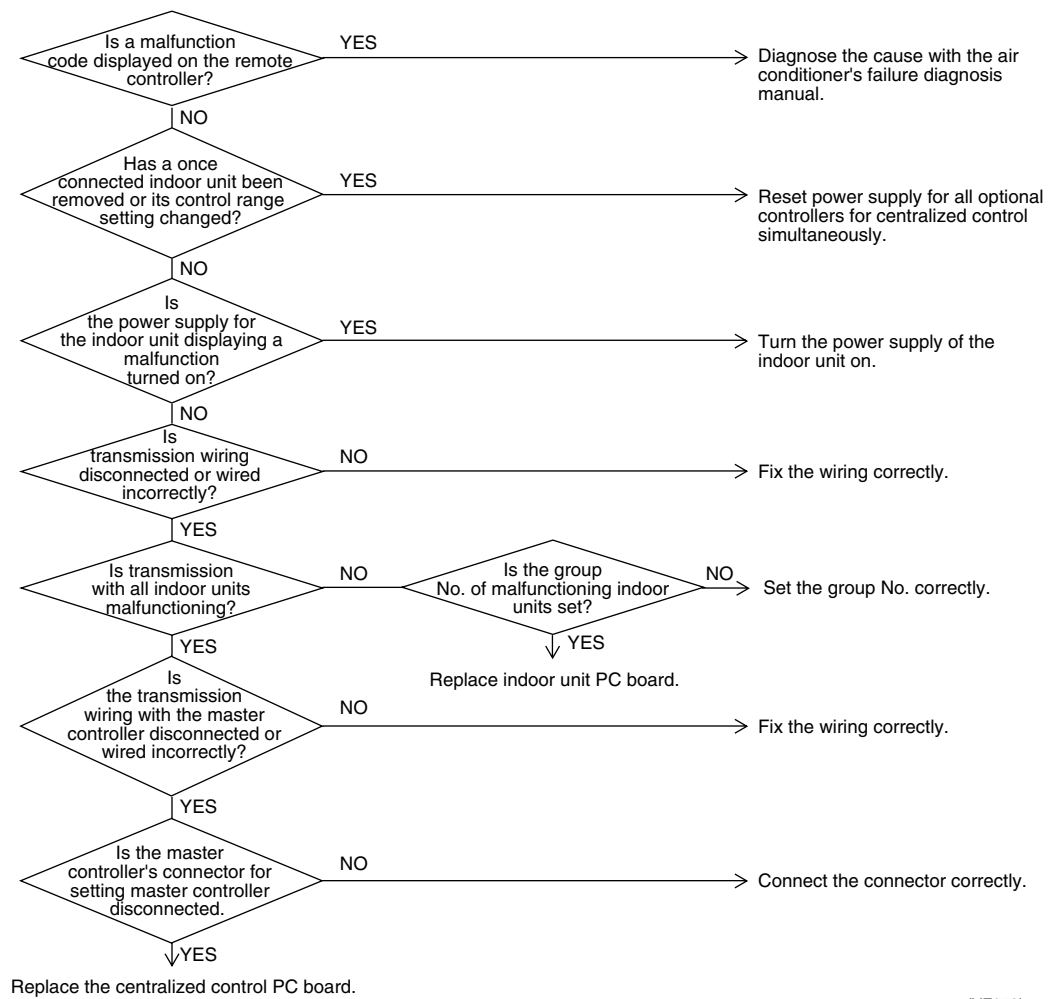 Is a malfunction
code displayed on the remote
controller?
YES
Diagnose the cause with the air
conditioner's failure diagnosis
manual.
NO
Has a once
connected indoor unit been
removed or its control range
setting changed?
YES
Reset power supply for all optional
controllers for centralized control
simultaneously.
NO
Is
the power supply for
the indoor unit displaying a
malfunction
turned on?
YES
Turn the power supply of the
indoor unit on.
NO
Is
transmission wiring
disconnected or wired
incorrectly?
NO
Fix the wiring correctly.
YES
Is transmission
with all indoor units
malfunctioning?
NO
Is the group
No. of malfunctioning indoor
units set?
NO
Set the group No. correctly.
YES
Replace indoor unit PC board.
YES
Is
the transmission
wiring with the master
controller disconnected or
wired incorrectly?
NO
Fix the wiring correctly.
YES
Is the master
controller's connector for
setting master controller
disconnected.
NO
Connect the connector correctly.
YES
Replace the centralized control PC board.